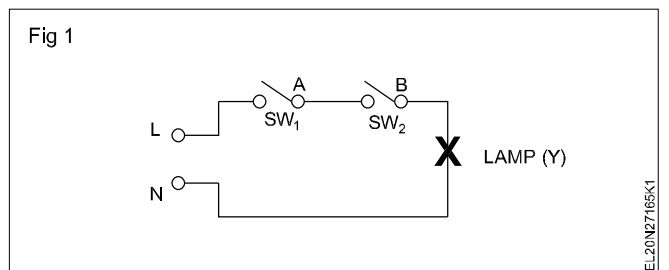 Fig 1
A
B
SW₁
SW₂
L
N
LAMP (Y)
EL20N27165K1